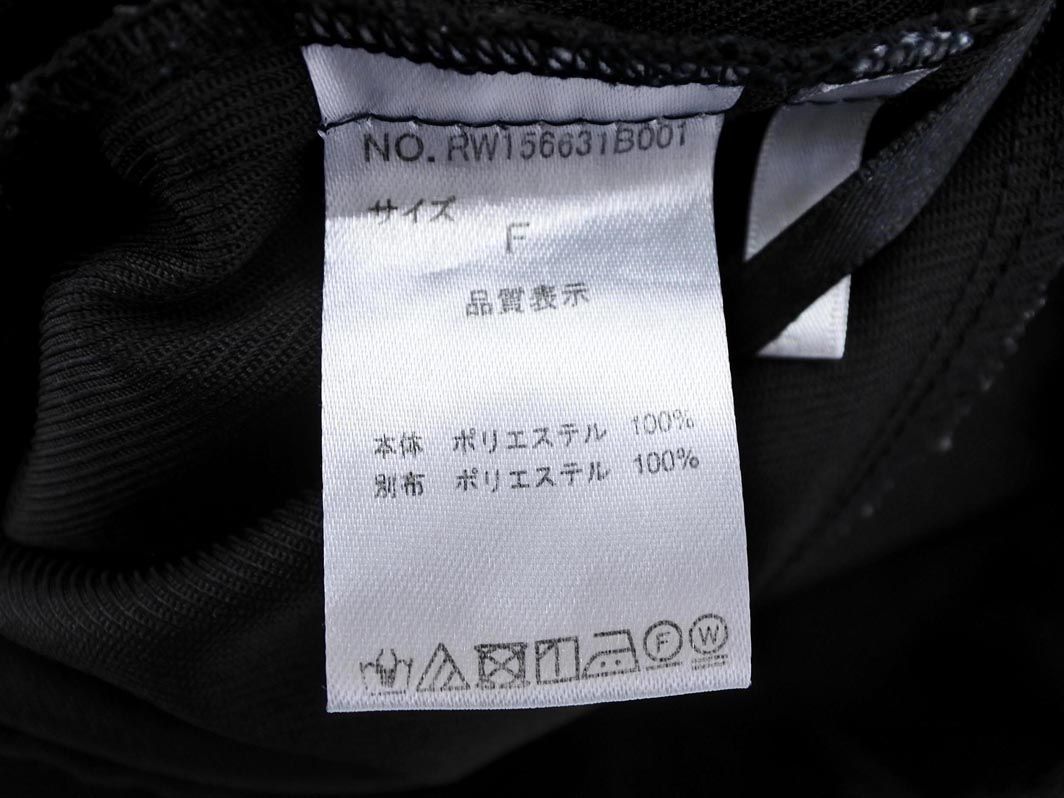 NO. RW156631B001
サイズ
F
品質表示
本体 ポリエステル 100%
別布 ポリエステル 100%
F W